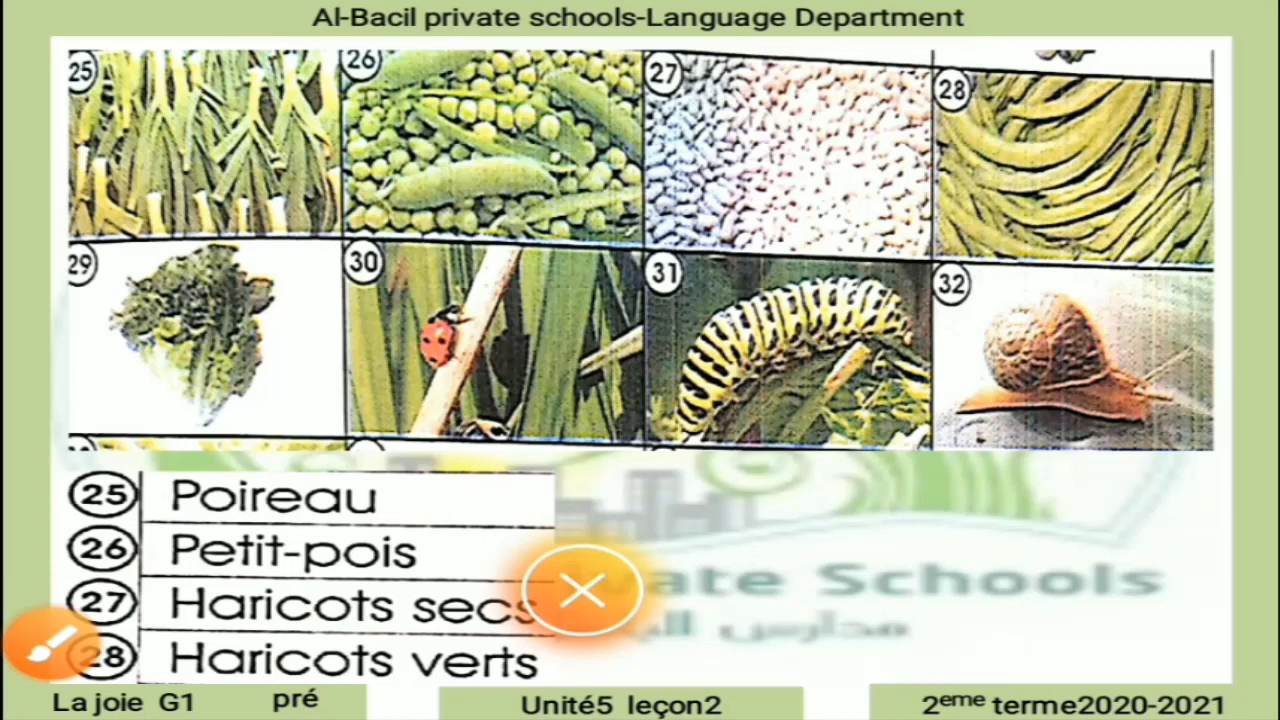 Al-Bacil private schools-Language Department
25 26 27 28
29 30 31 32
25 Poireau
26 Petit-pois
27 Haricots secs
28 Haricots verts
Schools
مدارس
La joie G1 pré Unité5 leçon2 2eme terme2020-2021